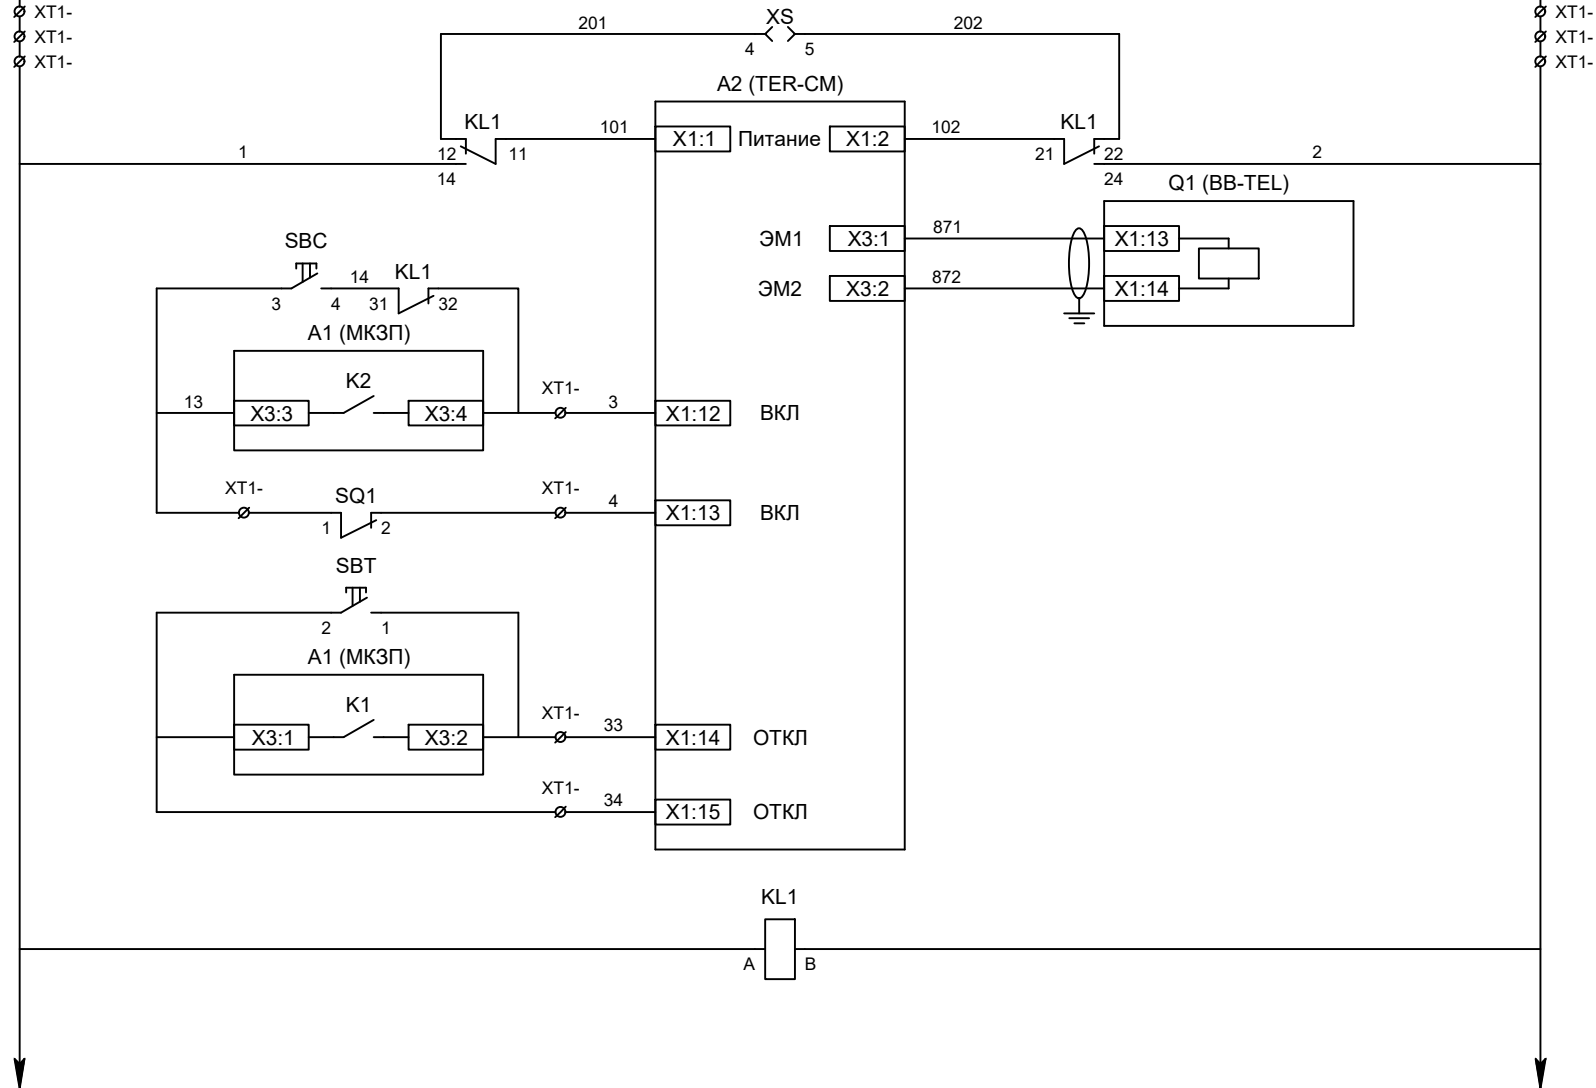 XT1-
XT1-
XT1-
XT1-
XT1-
XT1-
201 XS 202
4 5
A2 (TER-CM)
KL1 101 X1:1 Питание X1:2 102 KL1
1 12 11 21 22 2
14 24
Q1 (BB-TEL)
ЭМ1 X3:1 871 X1:13
ЭМ2 X3:2 872 X1:14
SBC
14 KL1
3 4 31 32
А1 (МКЗП)
K2 XT1-
13 X3:3 X3:4 3 X1:12 ВКЛ
XT1- SQ1 XT1-
1 2 4 X1:13 ВКЛ
SBT
2 1
А1 (МКЗП)
K1 XT1-
X3:1 X3:2 33 X1:14 ОТКЛ
XT1- 34 X1:15 ОТКЛ
KL1
A B